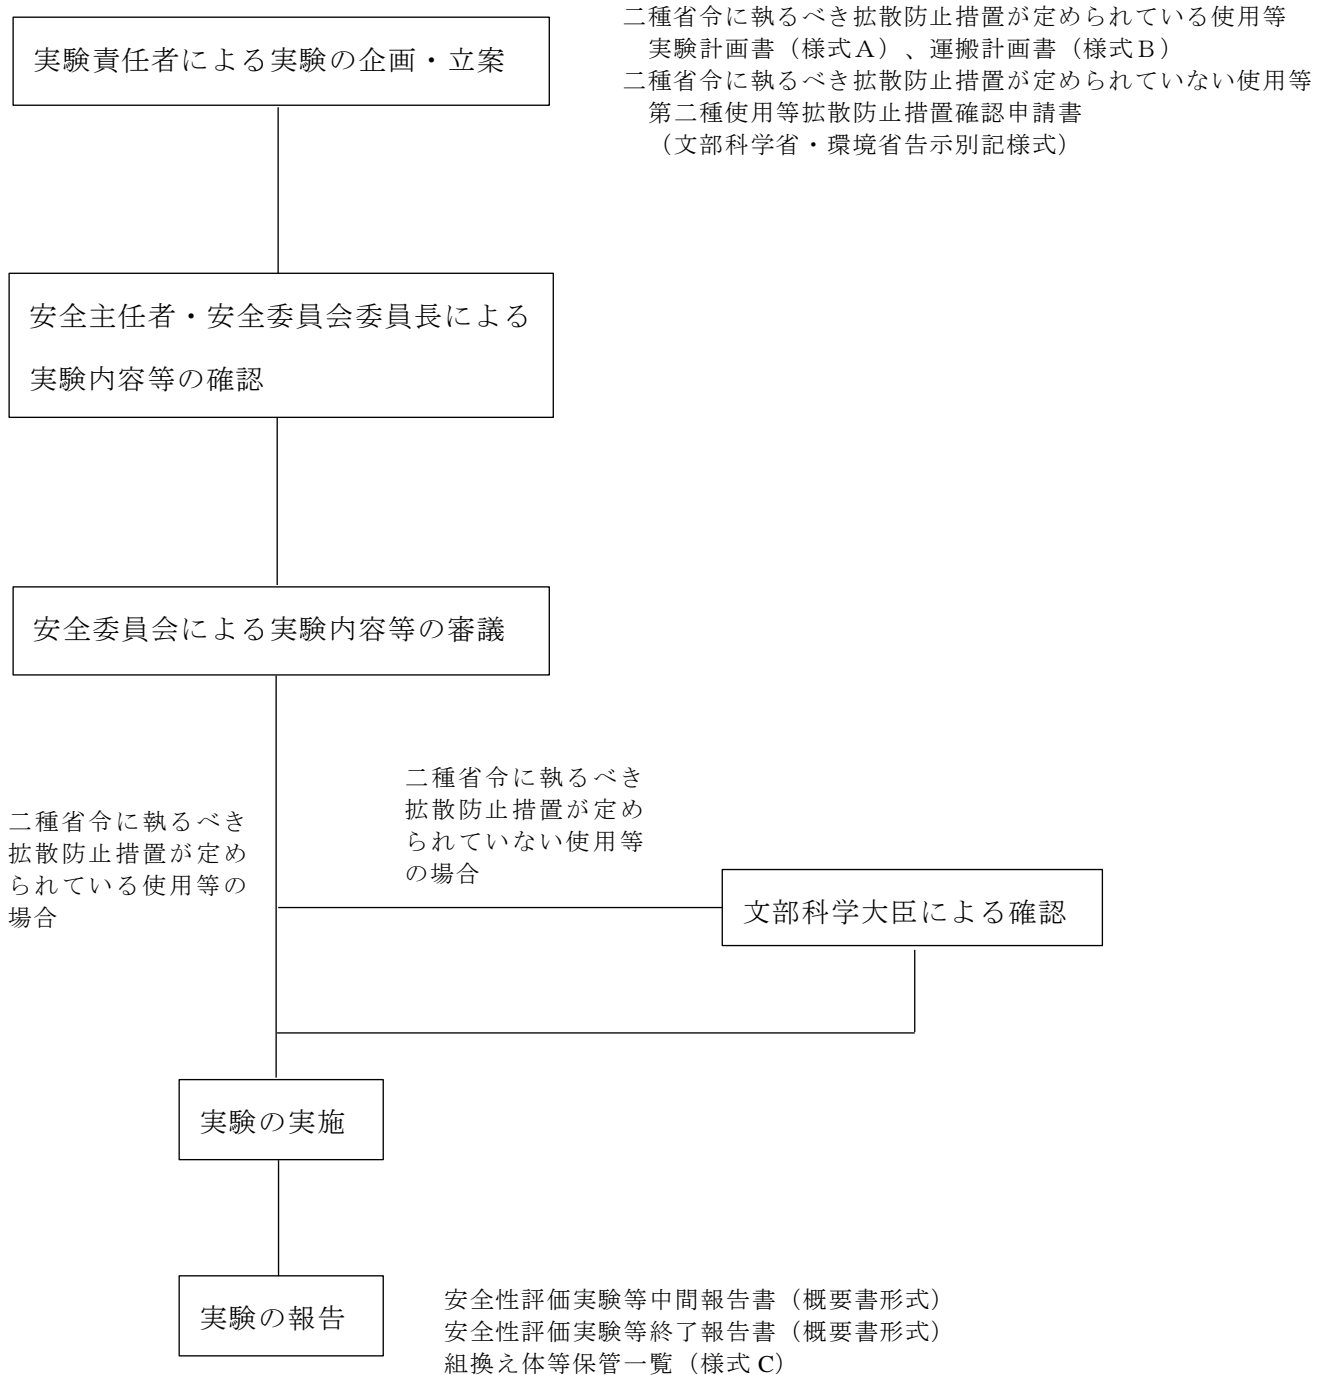 実験責任者による実験の企画・立案
二種省令に執るべき拡散防止措置が定められている使用等
実験計画書（様式Ａ）、運搬計画書（様式Ｂ）
二種省令に執るべき拡散防止措置が定められていない使用等
第二種使用等拡散防止措置確認申請書
（文部科学省・環境省告示別記様式）
安全主任者・安全委員会委員長による
実験内容等の確認
安全委員会による実験内容等の審議
二種省令に執るべき
拡散防止措置が定め
られている使用等の
場合
二種省令に執るべき
拡散防止措置が定め
られていない使用等
の場合
文部科学大臣による確認
実験の実施
実験の報告
安全性評価実験等中間報告書（概要書形式）
安全性評価実験等終了報告書（概要書形式）
組換え体等保管一覧（様式 C）